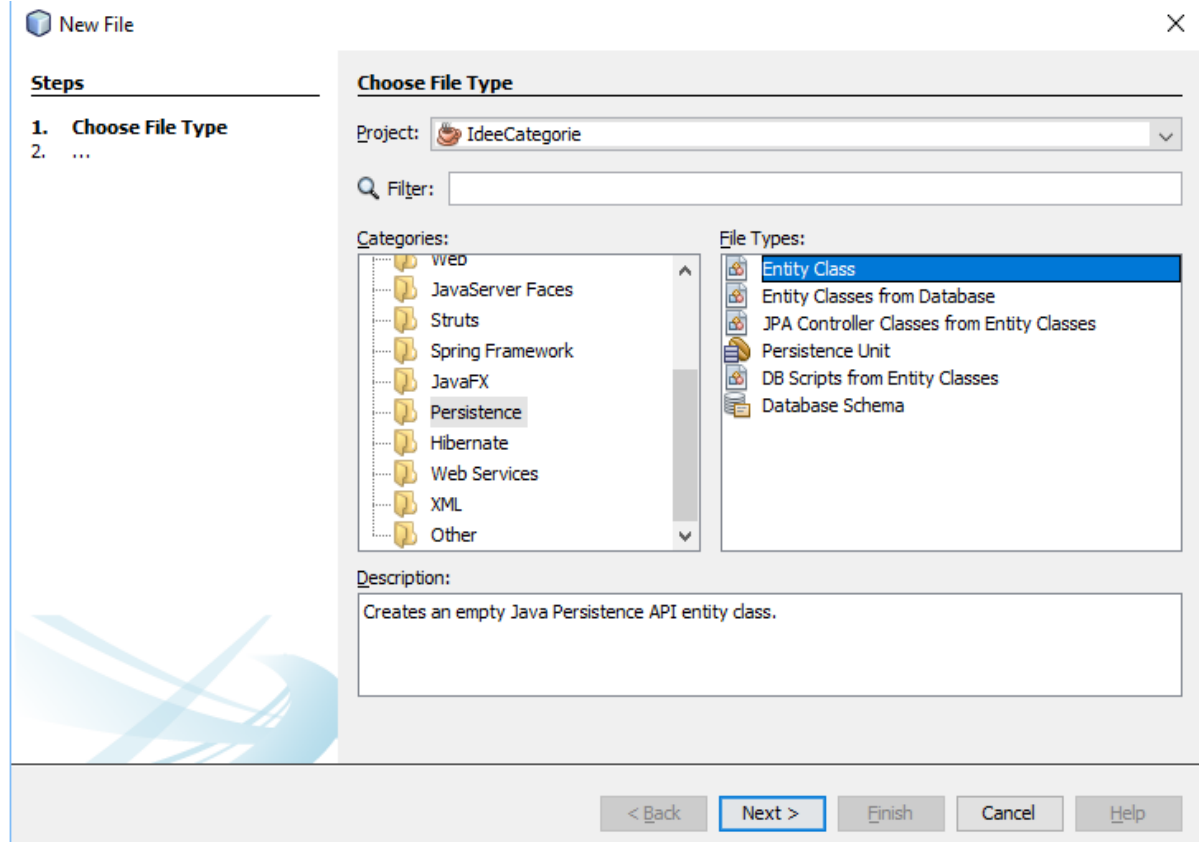 New File
Steps
1. Choose File Type
2. ...
Choose File Type
Project: IdeeCategorie
Filter:
Categories:
Web
JavaServer Faces
Struts
Spring Framework
JavaFX
Persistence
Hibernate
Web Services
XML
Other
File Types:
Entity Class
Entity Classes from Database
JPA Controller Classes from Entity Classes
Persistence Unit
DB Scripts from Entity Classes
Database Schema
Description:
Creates an empty Java Persistence API entity class.
< Back Next > Finish Cancel Help